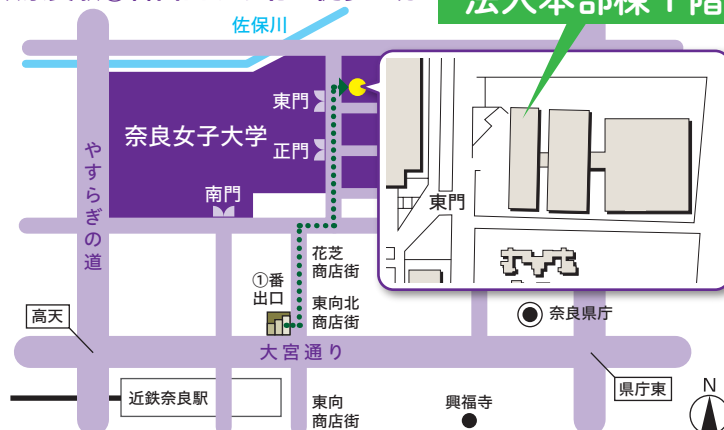 法人本部棟1階
佐保川
東門
奈良女子大学
正門
南門
やすらぎの道
東門
花芝
商店街
①番
出口
東向北
商店街
高天
奈良県庁
大宮通り
県庁東
近鉄奈良駅
東向
商店街
興福寺
N